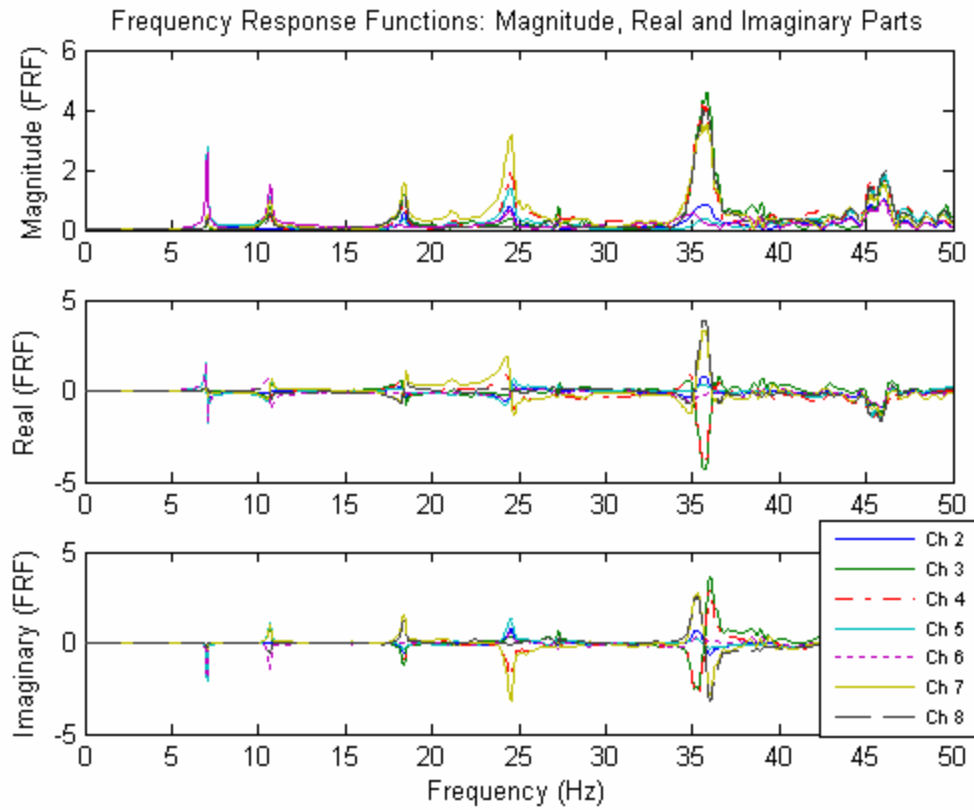 Frequency Response Functions: Magnitude, Real and Imaginary Parts
Magnitude (FRF)
6
4
2
0
0 5 10 15 20 25 30 35 40 45 50
Real (FRF)
5
0
-5
0 5 10 15 20 25 30 35 40 45 50
Imaginary (FRF)
5
0
-5
0 5 10 15 20 25 30 35 40 45 50
Frequency (Hz)
Ch 2
Ch 3
Ch 4
Ch 5
Ch 6
Ch 7
Ch 8